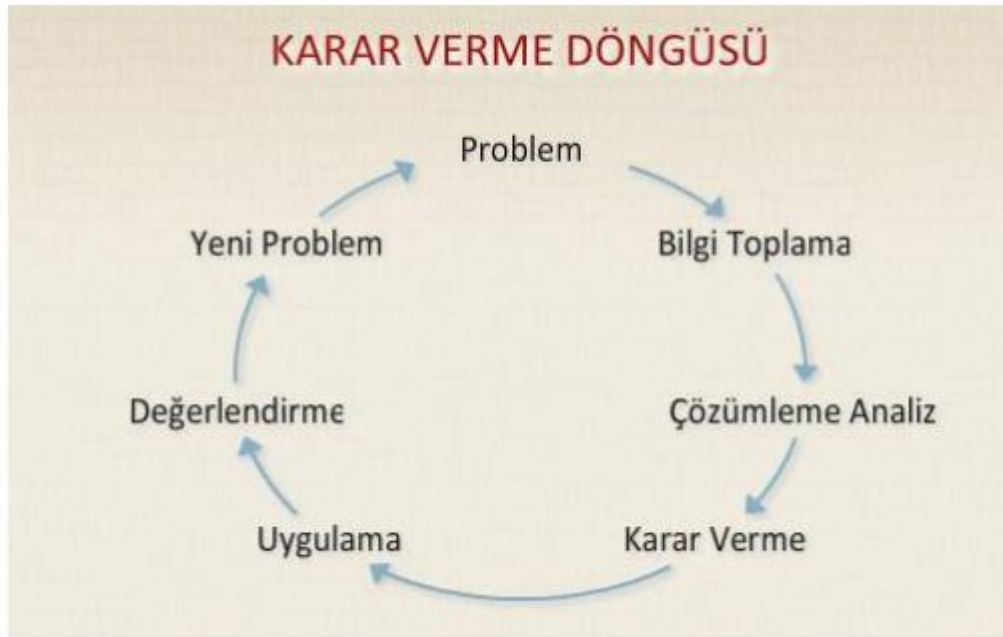 KARAR VERME DÖNGÜSÜ
Problem
Bilgi Toplama
Çözümleme Analiz
Karar Verme
Uygulama
Değerlendirme
Yeni Problem